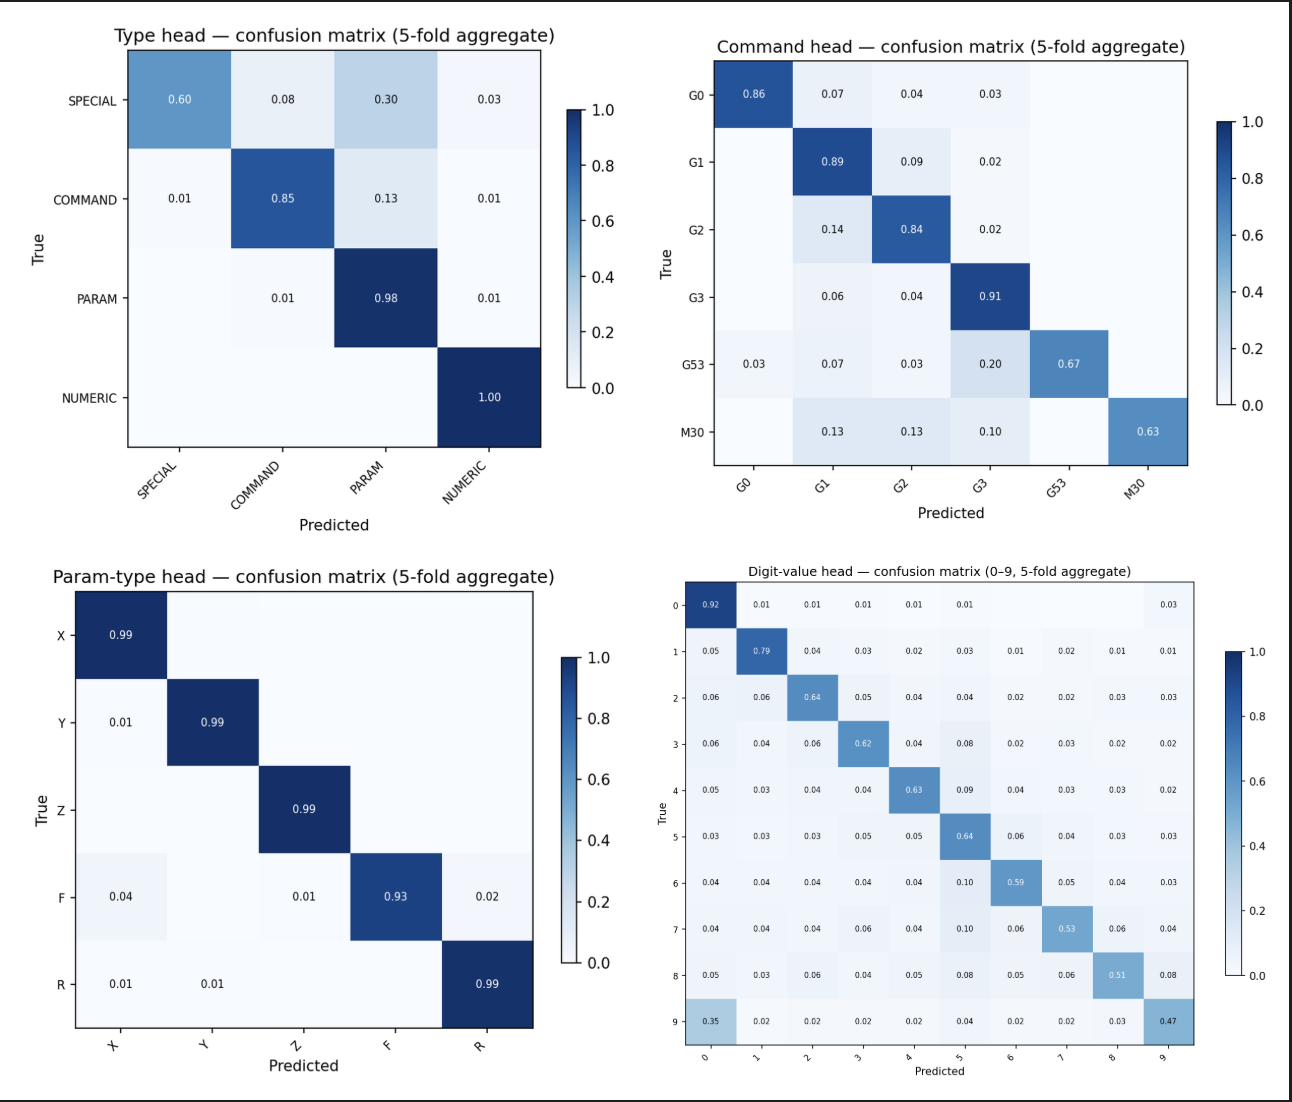 Type head — confusion matrix (5-fold aggregate)
SPECIAL 0.60 0.08 0.30 0.03
COMMAND 0.01 0.85 0.13 0.01
PARAM 0.01 0.98 0.01
NUMERIC 1.00
True
SPECIAL COMMAND PARAM NUMERIC
Predicted
1.0
0.8
0.6
0.4
0.2
0.0
Command head — confusion matrix (5-fold aggregate)
G0 0.86 0.07 0.04 0.03
G1 0.89 0.09 0.02
G2 0.14 0.84 0.02
G3 0.06 0.04 0.91
G53 0.03 0.07 0.03 0.20 0.67
M30 0.13 0.13 0.10 0.63
True
G0 G1 G2 G3 G53 M30
Predicted
1.0
0.8
0.6
0.4
0.2
0.0
Param-type head — confusion matrix (5-fold aggregate)
X 0.99
Y 0.01 0.99
Z 0.99
F 0.04 0.01 0.93 0.02
R 0.01 0.01 0.99
True
X Y Z F R
Predicted
1.0
0.8
0.6
0.4
0.2
0.0
Digit-value head — confusion matrix (0–9, 5-fold aggregate)
0 0.92 0.01 0.01 0.01 0.01 0.01 0.03
1 0.05 0.79 0.04 0.03 0.02 0.03 0.01 0.02 0.01 0.01
2 0.06 0.06 0.64 0.05 0.04 0.04 0.02 0.02 0.03 0.03
3 0.06 0.04 0.06 0.62 0.04 0.08 0.02 0.03 0.02 0.02
4 0.05 0.03 0.04 0.04 0.63 0.09 0.04 0.03 0.03 0.02
5 0.03 0.03 0.03 0.05 0.05 0.64 0.06 0.04 0.03 0.03
6 0.04 0.04 0.04 0.04 0.04 0.10 0.59 0.05 0.04 0.03
7 0.04 0.04 0.04 0.06 0.04 0.10 0.06 0.53 0.06 0.04
8 0.05 0.03 0.06 0.04 0.05 0.08 0.05 0.06 0.51 0.08
9 0.35 0.02 0.02 0.02 0.02 0.04 0.02 0.02 0.03 0.47
True
0 1 2 3 4 5 6 7 8 9
Predicted
1.0
0.8
0.6
0.4
0.2
0.0